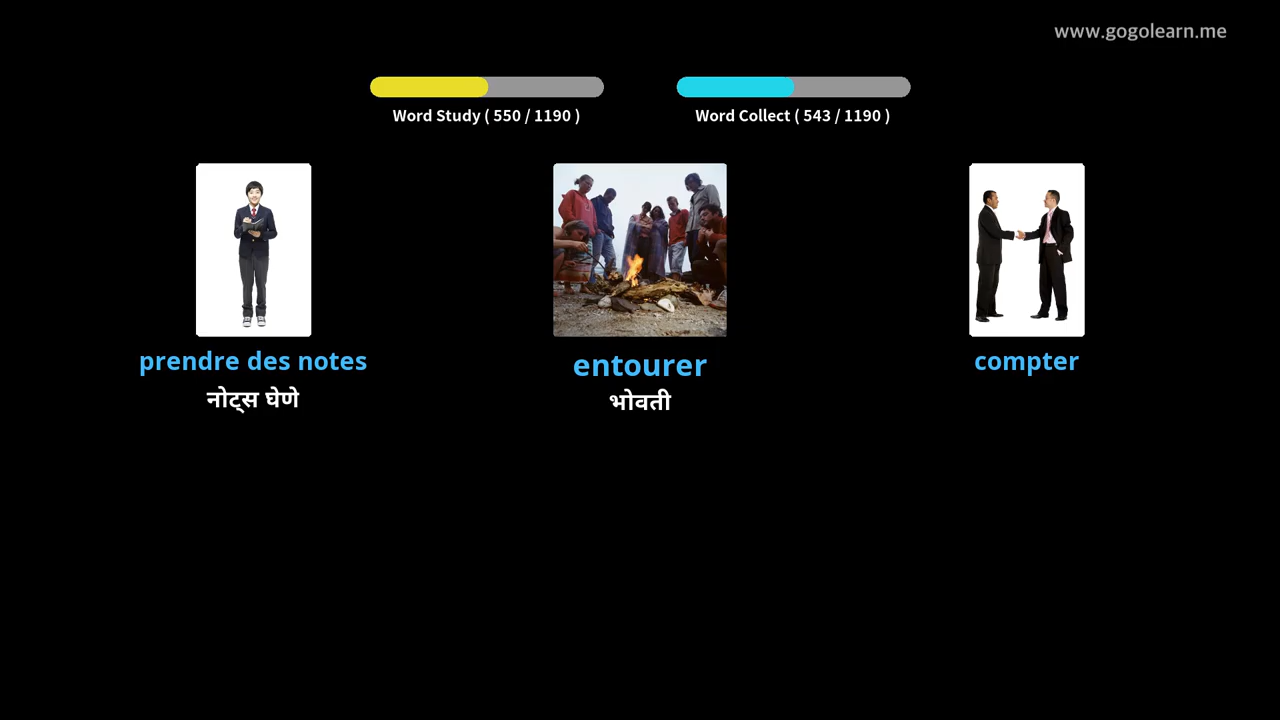 www.gogolearn.me
Word Study ( 550 / 1190 )
Word Collect ( 543 / 1190 )
prendre des notes
नोट्स घेणे
entourer
भोवती
compter